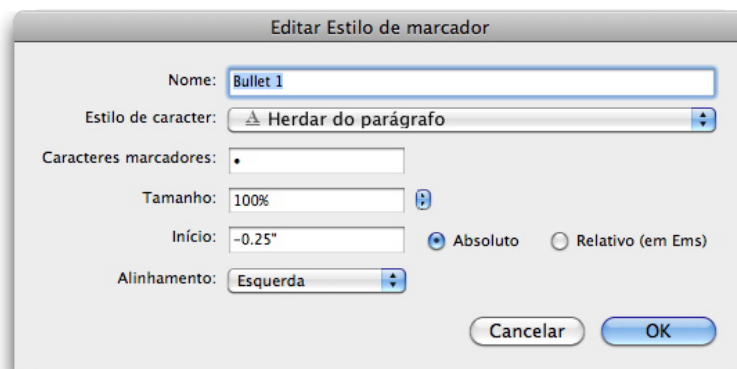 Editar Estilo de marcador
Nome: Bullet 1
Estilo de caracter: A Herdar do parágrafo
Caracteres marcadores: •
Tamanho: 100%
Início: -0.25" Absoluto Relativo (em Ems)
Alinhamento: Esquerda
Cancelar OK